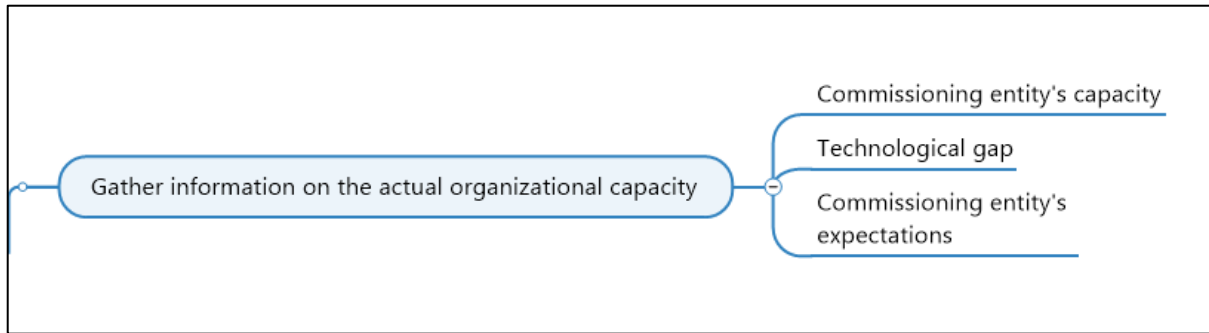 Gather information on the actual organizational capacity
Commissioning entity's capacity
Technological gap
Commissioning entity's
expectations